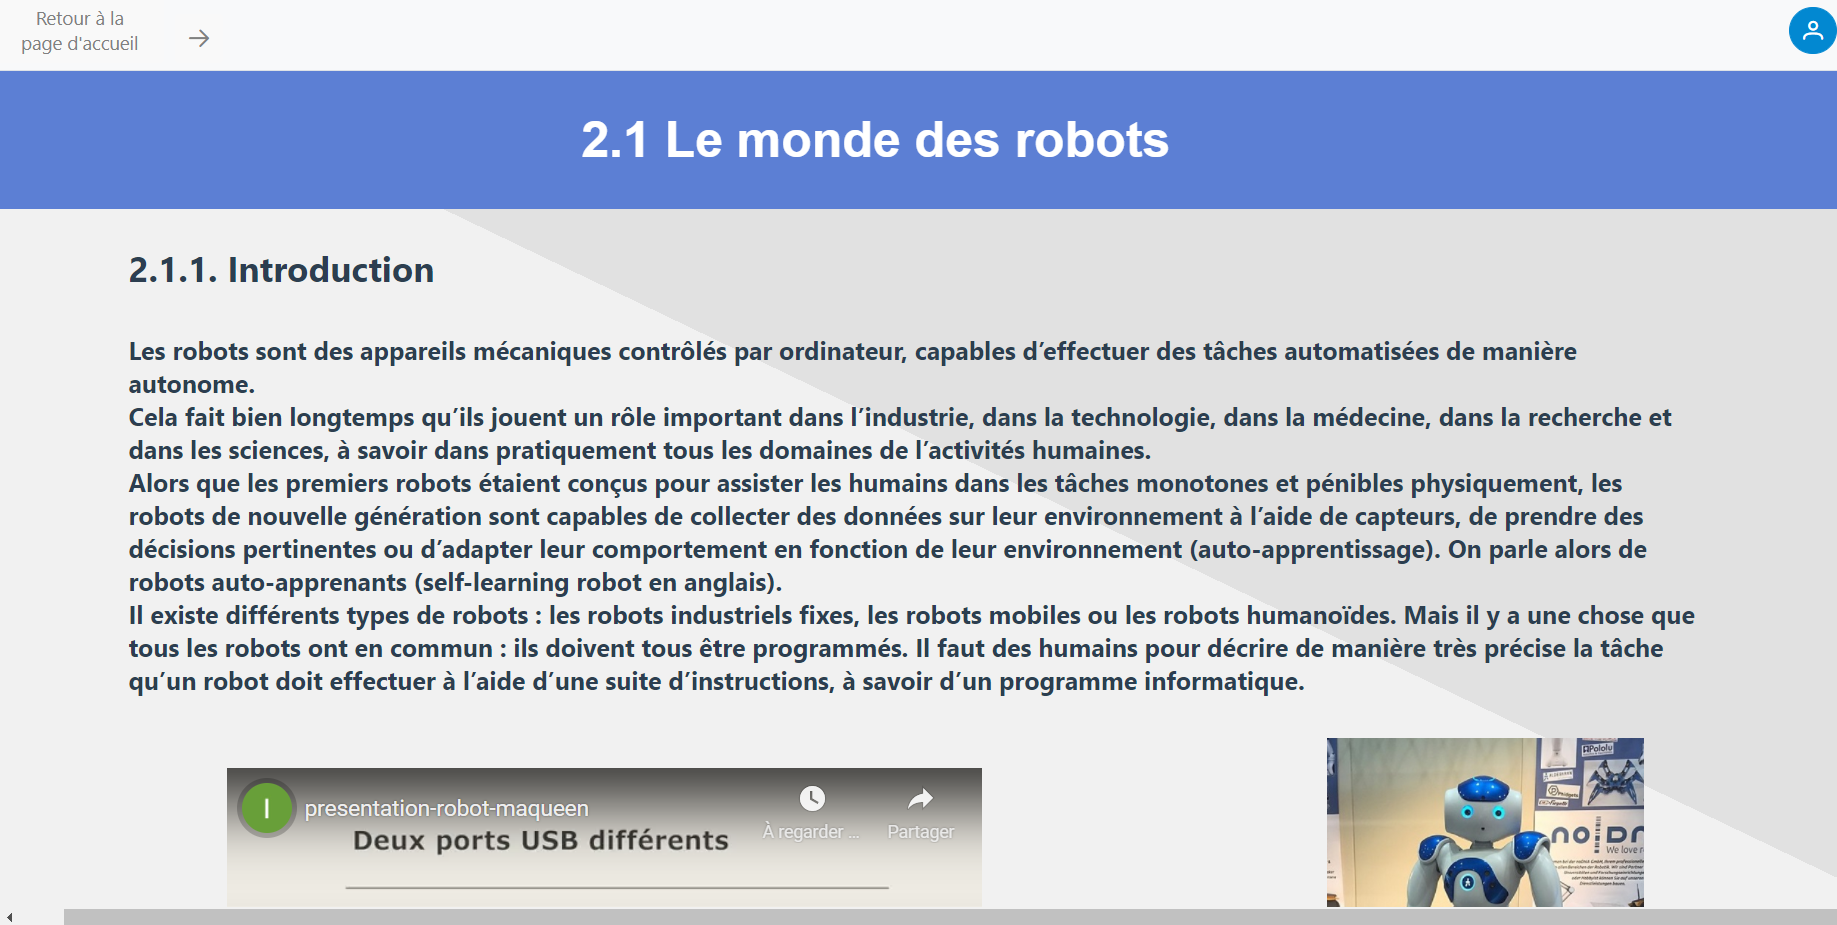 Retour à la
page d'accueil
2.1 Le monde des robots
2.1.1. Introduction
Les robots sont des appareils mécaniques contrôlés par ordinateur, capables d’effectuer des tâches automatisées de manière
autonome.
Cela fait bien longtemps qu’ils jouent un rôle important dans l’industrie, dans la technologie, dans la médecine, dans la recherche et
dans les sciences, à savoir dans pratiquement tous les domaines de l’activités humaines.
Alors que les premiers robots étaient conçus pour assister les humains dans les tâches monotones et pénibles physiquement, les
robots de nouvelle génération sont capables de collecter des données sur leur environnement à l’aide de capteurs, de prendre des
décisions pertinentes ou d’adapter leur comportement en fonction de leur environnement (auto-apprentissage). On parle alors de
robots auto-apprenants (self-learning robot en anglais).
Il existe différents types de robots : les robots industriels fixes, les robots mobiles ou les robots humanoïdes. Mais il y a une chose que
tous les robots ont en commun : ils doivent tous être programmés. Il faut des humains pour décrire de manière très précise la tâche
qu’un robot doit effectuer à l’aide d’une suite d’instructions, à savoir d’un programme informatique.
I
presentation-robot-maqueen
À regarder ...
Partager
Deux ports USB différents
Pololu
We love